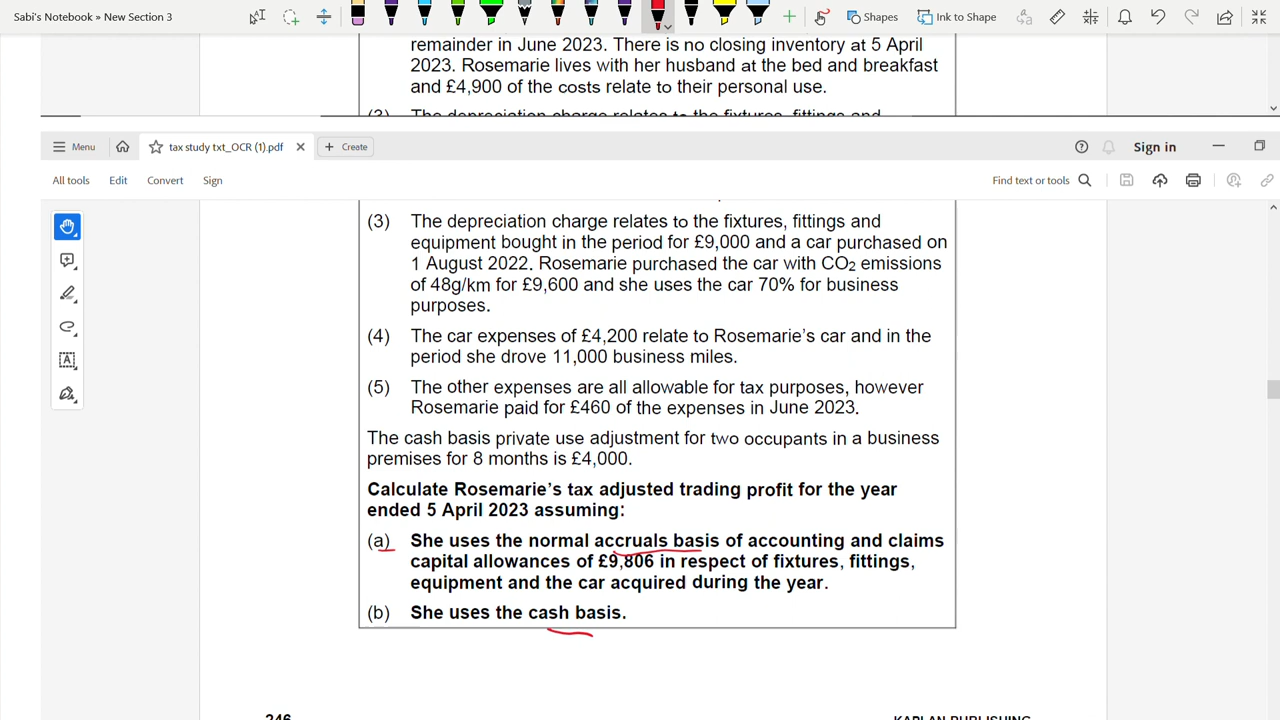 Sabi's Notebook » New Section 3
Shapes
Ink to Shape
remainder in June 2023. There is no closing inventory at 5 April
2023. Rosemarie lives with her husband at the bed and breakfast
and £4,900 of the costs relate to their personal use.
(3) The depreciation charge relates to the fixtures, fittings and
Menu
tax study txt_OCR (1).pdf
Create
Sign in
All tools
Edit
Convert
Sign
Find text or tools
(3) The depreciation charge relates to the fixtures, fittings and
equipment bought in the period for £9,000 and a car purchased on
1 August 2022. Rosemarie purchased the car with CO2 emissions
of 48g/km for £9,600 and she uses the car 70% for business
purposes.
(4) The car expenses of £4,200 relate to Rosemarie's car and in the
period she drove 11,000 business miles.
(5) The other expenses are all allowable for tax purposes, however
Rosemarie paid for £460 of the expenses in June 2023.
The cash basis private use adjustment for two occupants in a business
premises for 8 months is £4,000.
Calculate Rosemarie's tax adjusted trading profit for the year
ended 5 April 2023 assuming:
(a) She uses the normal accruals basis of accounting and claims
capital allowances of £9,806 in respect of fixtures, fittings,
equipment and the car acquired during the year.
(b) She uses the cash basis.
246
KAPLAN PUBLISHING